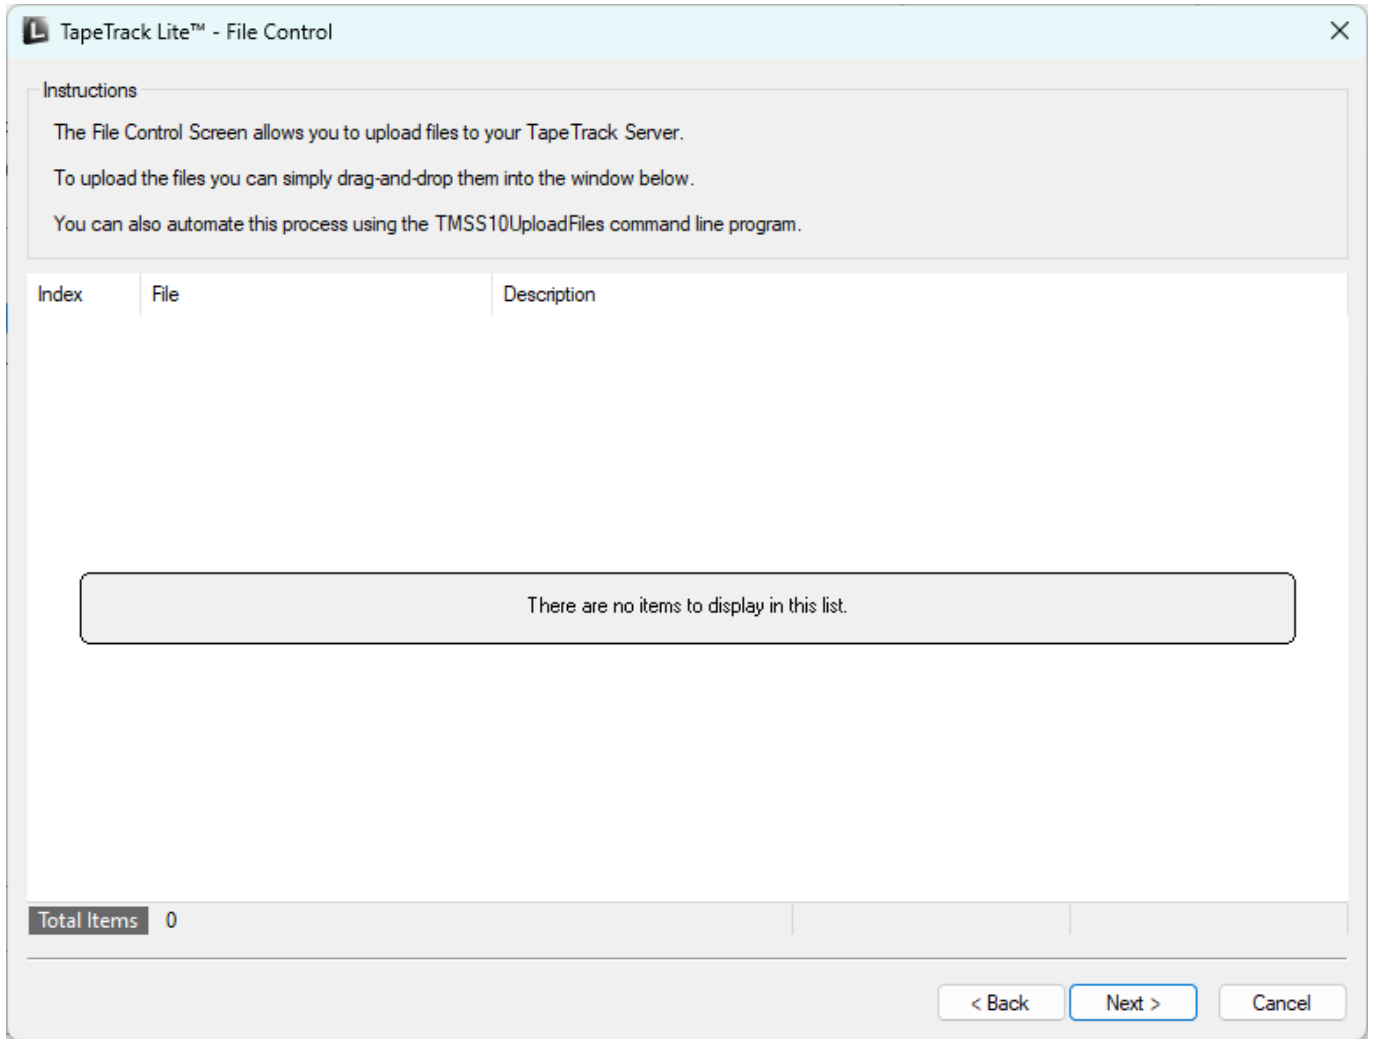 TapeTrack Lite™ - File Control
Instructions
The File Control Screen allows you to upload files to your TapeTrack Server.
To upload the files you can simply drag-and-drop them into the window below.
You can also automate this process using the TMSS10UploadFiles command line program.
Index File Description
There are no items to display in this list.
Total Items 0
< Back Next > Cancel